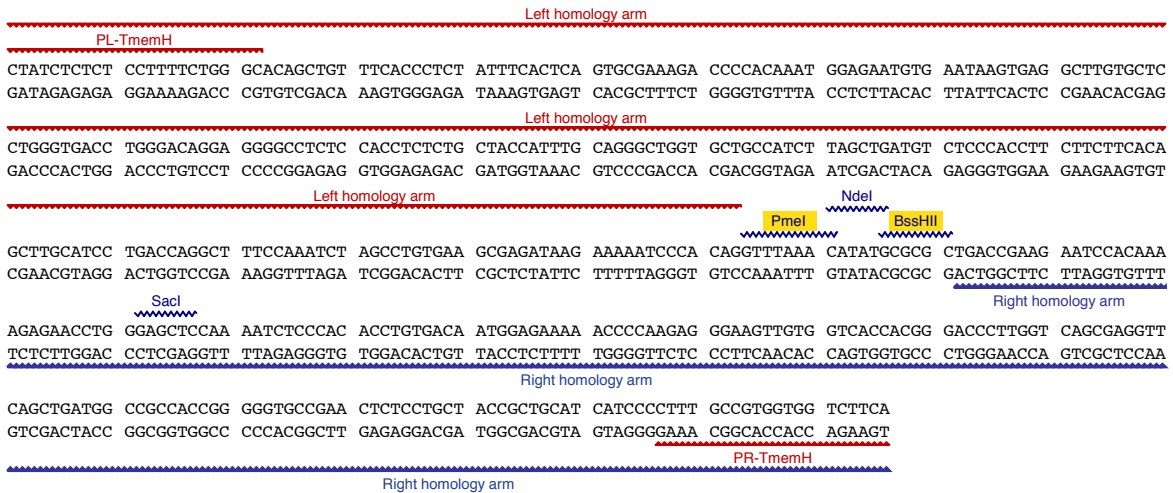 Left homology arm
PL-TmemH
CTATCTCTCT CCTTTTCTGG GCACAGCTGT TTCACCCTCT ATTTCACTCA GTGCGAAAGA CCCCACAAAT GGAGAATGTG AATAAGTGAG GCTTGTGCTC
GATAGAGAGA GGAAAAGACC CGTGTCGACA AAGTGGGAGA TAAAGTGAGT CACGCTTTCT GGGGTGTTTA CCTCTTACAC TTATTCACTC CGAACACGAG
Left homology arm
CTGGGTGACC TGGGACAGGA GGGGCCTCTC CACCTCTCTG CTACCATTTG CAGGGCTGGT GCTGCCATCT TAGCTGATGT CTCCCACCTT CTTCTTCACA
GACCCACTGG ACCCTGTCCT CCCCGGAGAG GTGGAGAGAC GATGGTAAAC GTCCCGACCA CGACGGTAGA ATCGACTACA GAGGGTGGAA GAAGAAGTGT
Left homology arm
NdeI
PmeI BssHII
GCTTGCATCC TGACCAGGCT TTCCAAATCT AGCCTGTGAA GCGAGATAAG AAAAATCCCA CAGGTTTAAA CATATGCGCG CTGACCGAAG AATCCACAAA
CGAACGTAGG ACTGGTCCGA AAGGTTTAGA TCGGACACTT CGCTCTATTC TTTTTAGGGT GTCCAAATTT GTATACGCGC GACTGGCTTC TTAGGTGTTT
Right homology arm
SacI
AGAGAACCTG GGAGCTCCAA AATCTCCCAC ACCTGTGACA ATGGAGAAAA ACCCCAAGAG GGAAGTTGTG GTCACCACGG GACCCTTGGT CAGCGAGGTT
TCTCTTGGAC CCTCGAGGTT TTAGAGGGTG TGGACACTGT TACCTCTTTT TGGGGTTCTC CCTTCAACAC CAGTGGTGCC CTGGGAACCA GTCGCTCCAA
Right homology arm
CAGCTGATGG CCGCCACCGG GGGTGCCGAA CTCTCCTGCT ACCGCTGCAT CATCCCCTTT GCCGTGGTGG TCTTCA
GTCGACTACC GGCGGTGGCC CCCACGGCTT GAGAGGACGA TGGCGACGTA GTAGGGGAAA CGGCACCACC AGAAGT
PR-TmemH
Right homology arm